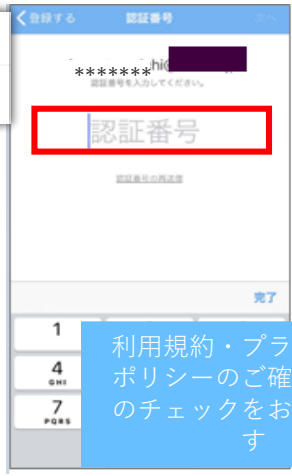 登録する 認証番号 次へ
*******hi@
認証番号を入力してください。
認証番号
認証番号の再送信
完了
1
4
GHI
7
PQRS
利用規約・プラ
ポリシーのご確
のチェックをお
す